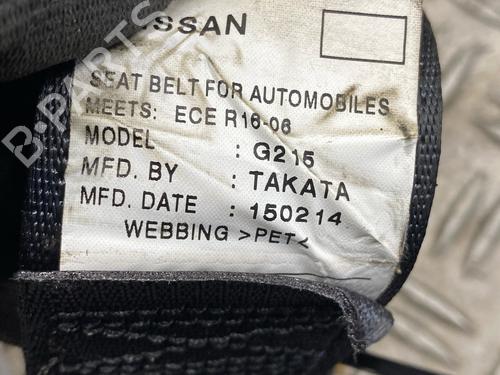 SSAN
SEAT BELT FOR AUTOMOBILES
MEETS: ECE R16-06
MODEL : G215
MFD. BY : TAKATA
MFD. DATE : 150214
WEBBING >PET<
B-PARTS